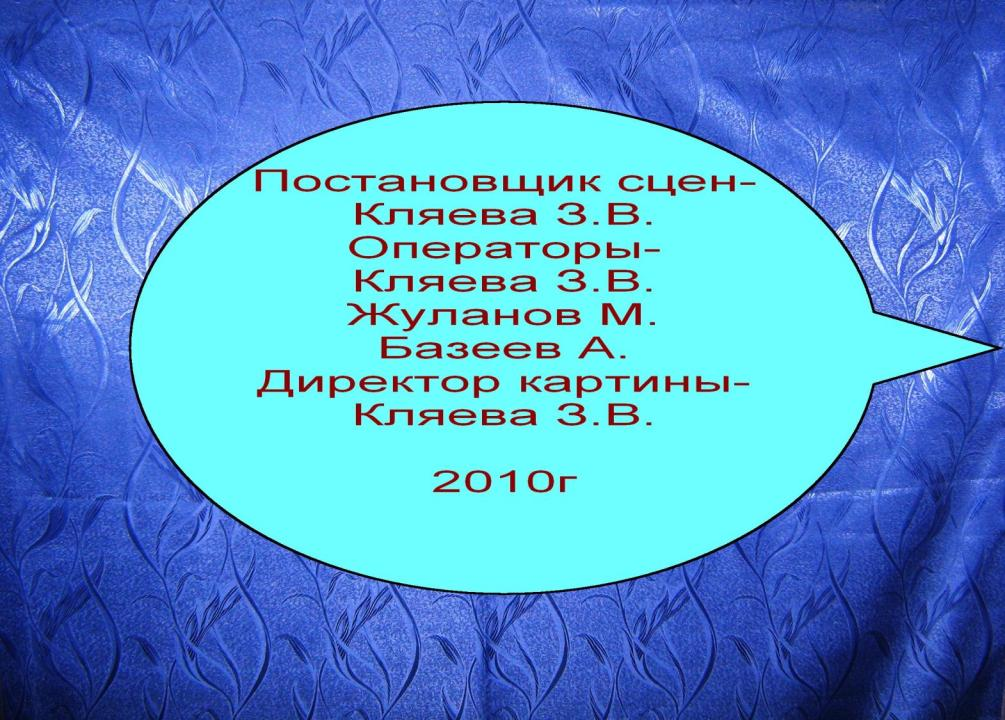 Постановщик сцен-
Кляева З.В.
Операторы-
Кляева З.В.
Жуланов М.
Базеев А.
Директор картины-
Кляева З.В.
2010г